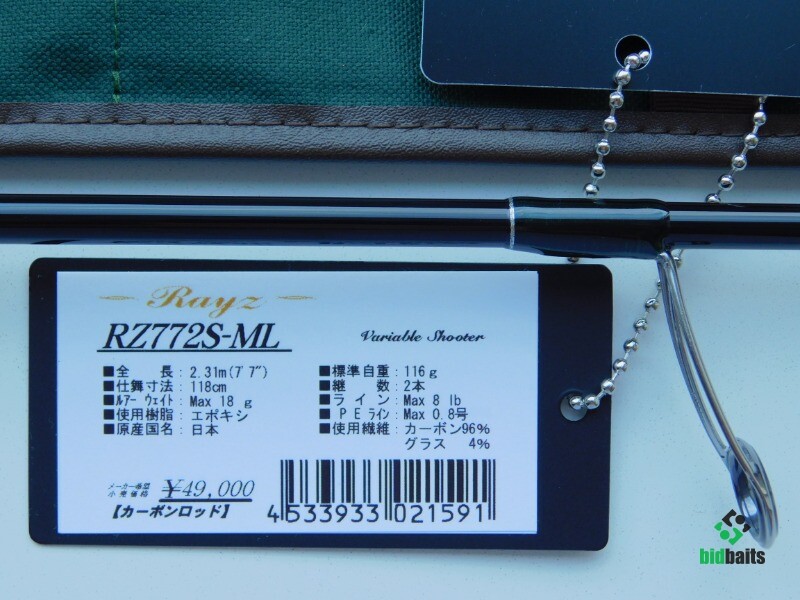 Rayz
RZ772S-ML
Variable Shooter
■全　長：2.31m(7'7")
■仕舞寸法：118cm
■ﾙｱｰ ｳｪｲﾄ：Max 18 g
■使用樹脂：エポキシ
■原産国名：日本
■標準自重：116g
■継　数：2本
■ライン：Max 8 lb
■PEライン：Max 0.8号
■使用繊維：カーボン96%
グラス 4%
メーカー希望
小売価格 ¥49,000
【カーボンロッド】
4 533933 021591
bidbaits